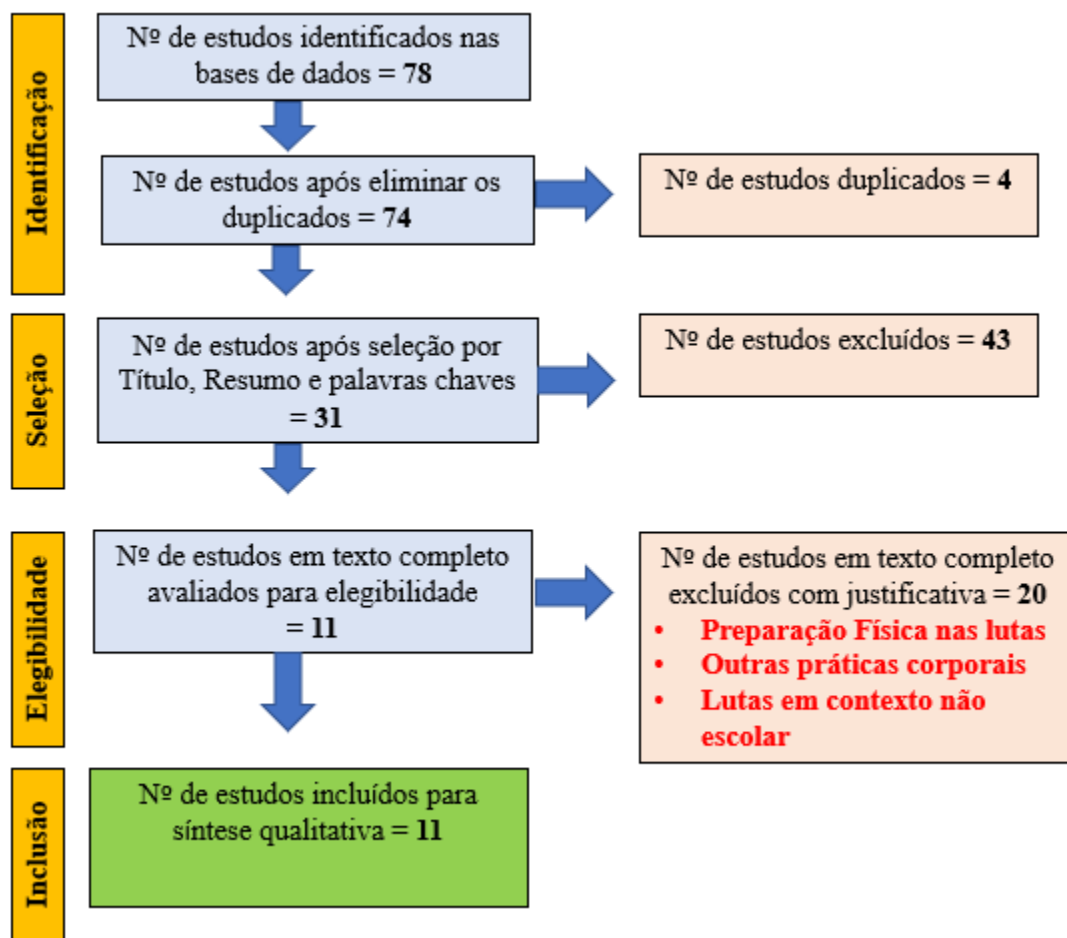 Identificação
Nº de estudos identificados nas
bases de dados = 78
Nº de estudos após eliminar os
duplicados = 74
Nº de estudos duplicados = 4
Seleção
Nº de estudos após seleção por
Título, Resumo e palavras chaves
= 31
Nº de estudos excluídos = 43
Elegibilidade
Nº de estudos em texto completo
avaliados para elegibilidade
= 11
Nº de estudos em texto completo
excluídos com justificativa = 20
• Preparação Física nas lutas
• Outras práticas corporais
• Lutas em contexto não
escolar
Inclusão
Nº de estudos incluídos para
síntese qualitativa = 11